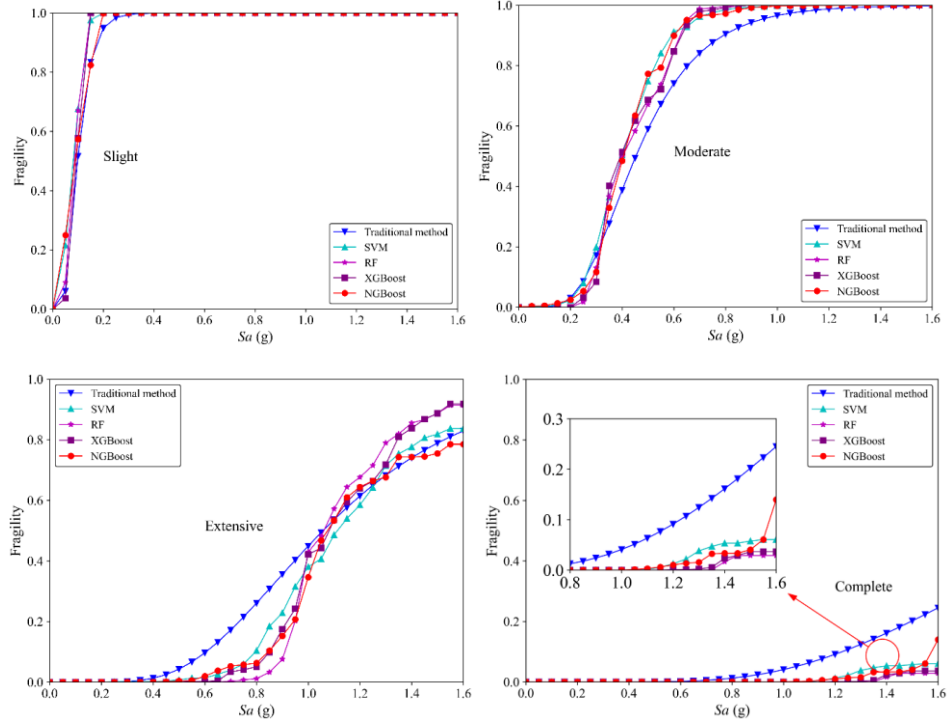 1.0
0.8
0.6
0.4
0.2
0.0
Fragility
Slight
Traditional method
SVM
RF
XGBoost
NGBoost
0.0 0.2 0.4 0.6 0.8 1.0 1.2 1.4 1.6
Sa (g)
1.0
0.8
0.6
0.4
0.2
0.0
Fragility
Moderate
Traditional method
SVM
RF
XGBoost
NGBoost
0.0 0.2 0.4 0.6 0.8 1.0 1.2 1.4 1.6
Sa (g)
1.0
0.8
0.6
0.4
0.2
0.0
Fragility
Traditional method
SVM
RF
XGBoost
NGBoost
Extensive
0.0 0.2 0.4 0.6 0.8 1.0 1.2 1.4 1.6
Sa (g)
1.0
0.8
0.6
0.4
0.2
0.0
Fragility
Traditional method
SVM
RF
XGBoost
NGBoost
0.3
0.2
0.1
0.0
0.8 1.0 1.2 1.4 1.6
Complete
0.0 0.2 0.4 0.6 0.8 1.0 1.2 1.4 1.6
Sa (g)